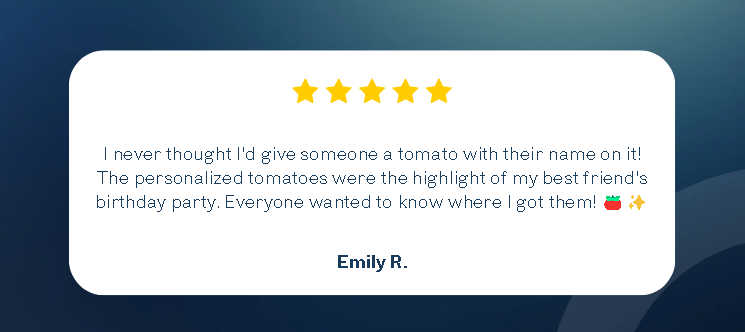 I never thought I'd give someone a tomato with their name on it!
The personalized tomatoes were the highlight of my best friend's
birthday party. Everyone wanted to know where I got them! 🍅 ✨
Emily R.